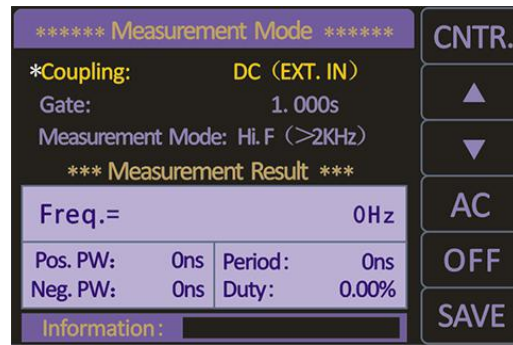 ****** Measurement Mode ******
*Coupling: DC (EXT. IN)
Gate: 1.000s
Measurement Mode: Hi.F (>2KHz)
*** Measurement Result ***
Freq.= 0Hz
Pos. PW: 0ns Period: 0ns
Neg. PW: 0ns Duty: 0.00%
Information:
CNTR.
▲
▼
AC
OFF
SAVE